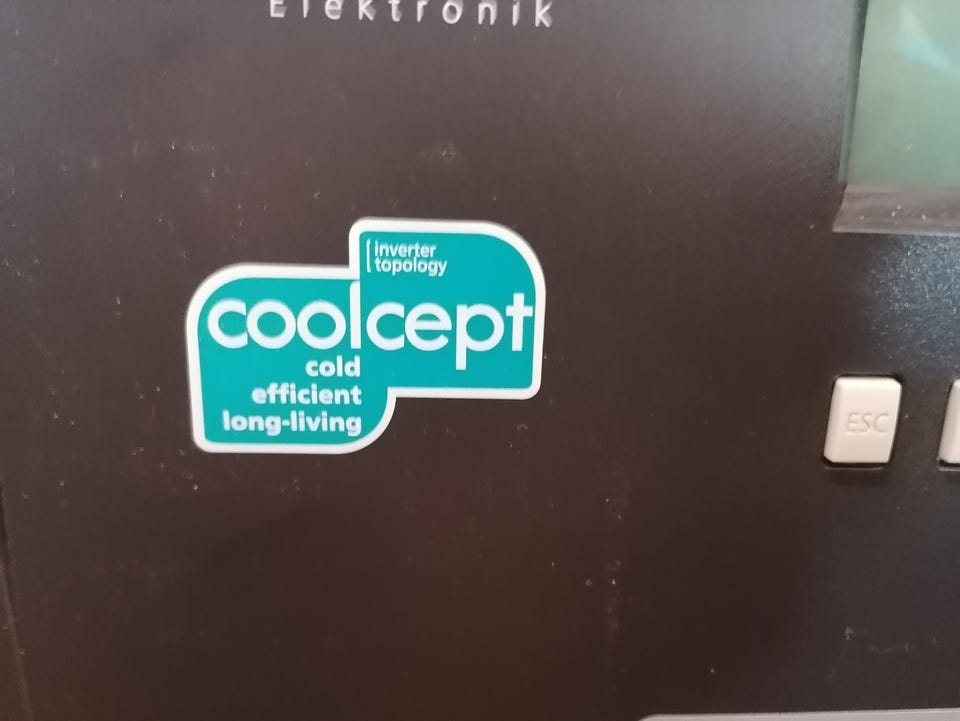 Elektronik
inverter
topology
coolcept
cold
efficient
long-living
ESC